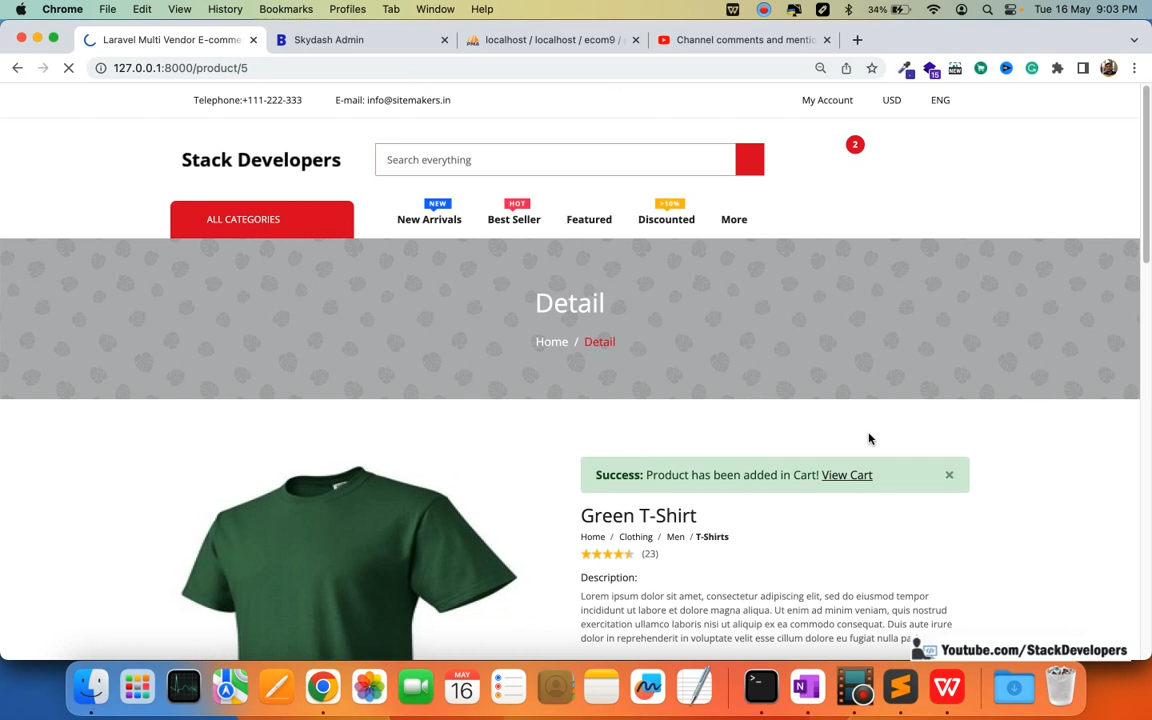 Chrome File Edit View History Bookmarks Profiles Tab Window Help 34% Tue 16 May 9:03 PM
Laravel Multi Vendor E-comme Skydash Admin localhost / localhost / ecom9 / Channel comments and mentio
127.0.0.1:8000/product/5
15 NEW
Telephone:+111-222-333 E-mail: info@sitemakers.in My Account USD ENG
2
Stack Developers Search everything
NEW HOT >10%
ALL CATEGORIES New Arrivals Best Seller Featured Discounted More
Detail
Home / Detail
Success: Product has been added in Cart! View Cart ×
Green T-Shirt
Home / Clothing / Men / T-Shirts
(23)
Description:
Lorem ipsum dolor sit amet, consectetur adipiscing elit, sed do eiusmod tempor
incididunt ut labore et dolore magna aliqua. Ut enim ad minim veniam, quis nostrud
exercitation ullamco laboris nisi ut aliquip ex ea commodo consequat. Duis aute irure
dolor in reprehenderit in voluptate velit esse cillum dolore eu fugiat nulla pa
Youtube.com/StackDevelopers
MAY
16